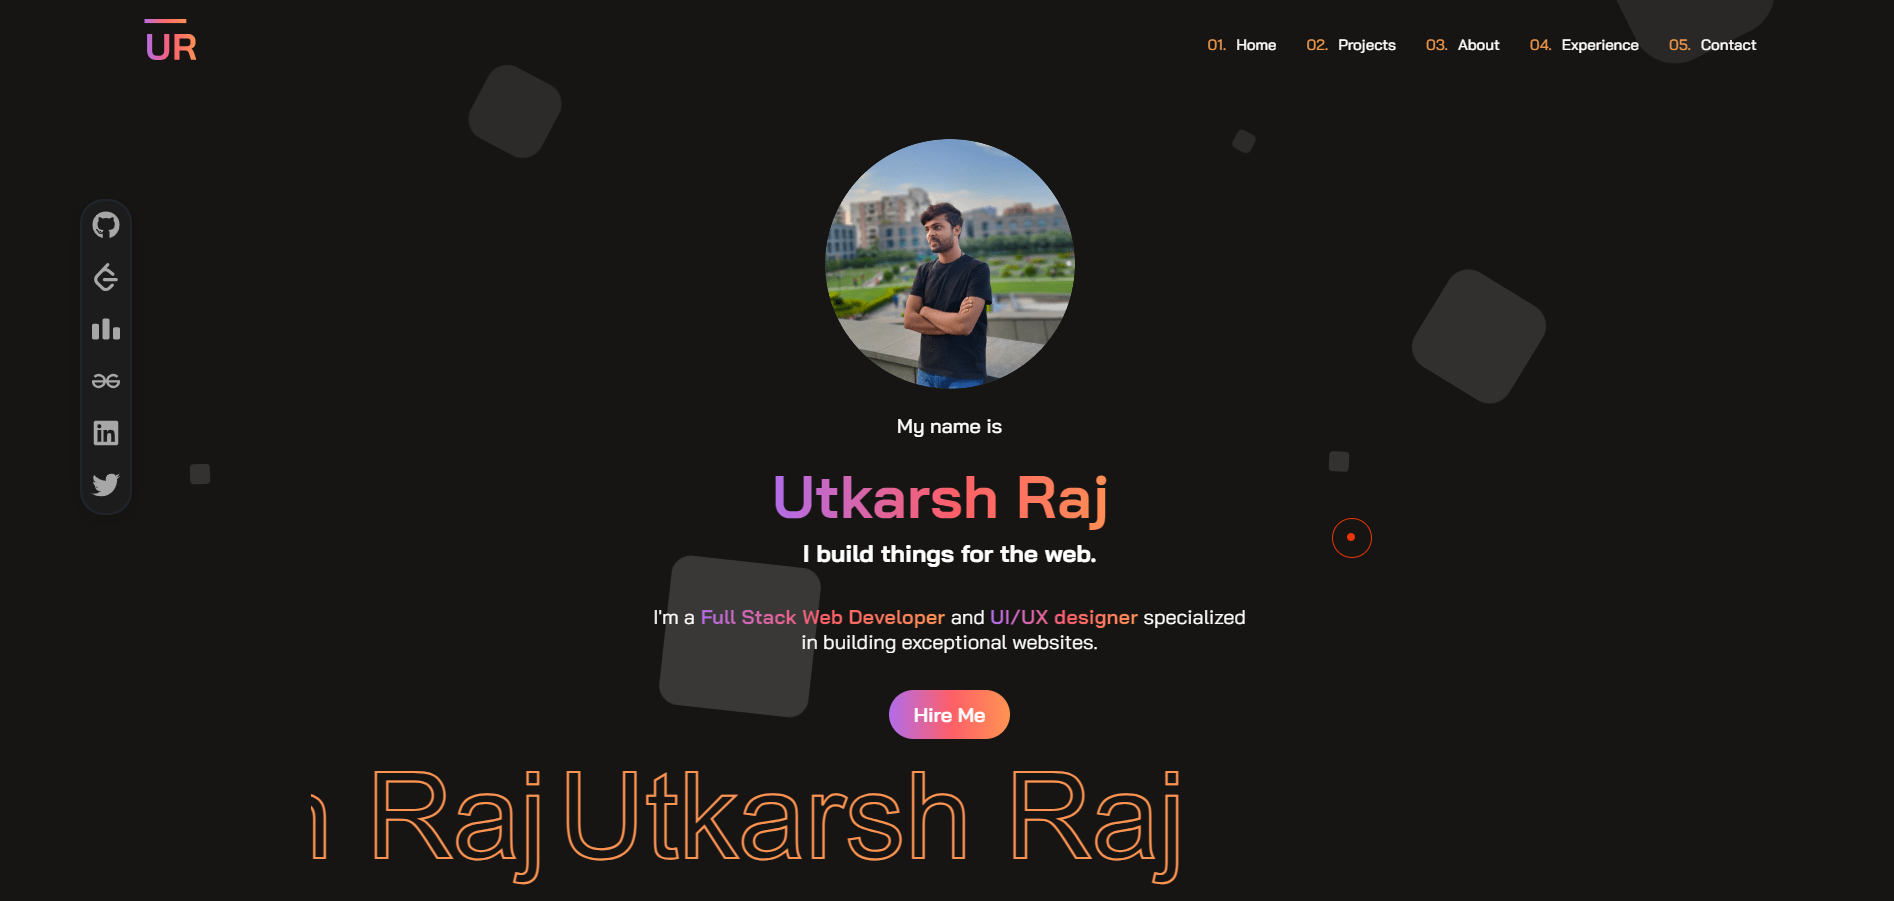 UR
01. Home 02. Projects 03. About 04. Experience 05. Contact
My name is
Utkarsh Raj
I build things for the web.
I'm a Full Stack Web Developer and UI/UX designer specialized
in building exceptional websites.
Hire Me
h Raj Utkarsh Raj